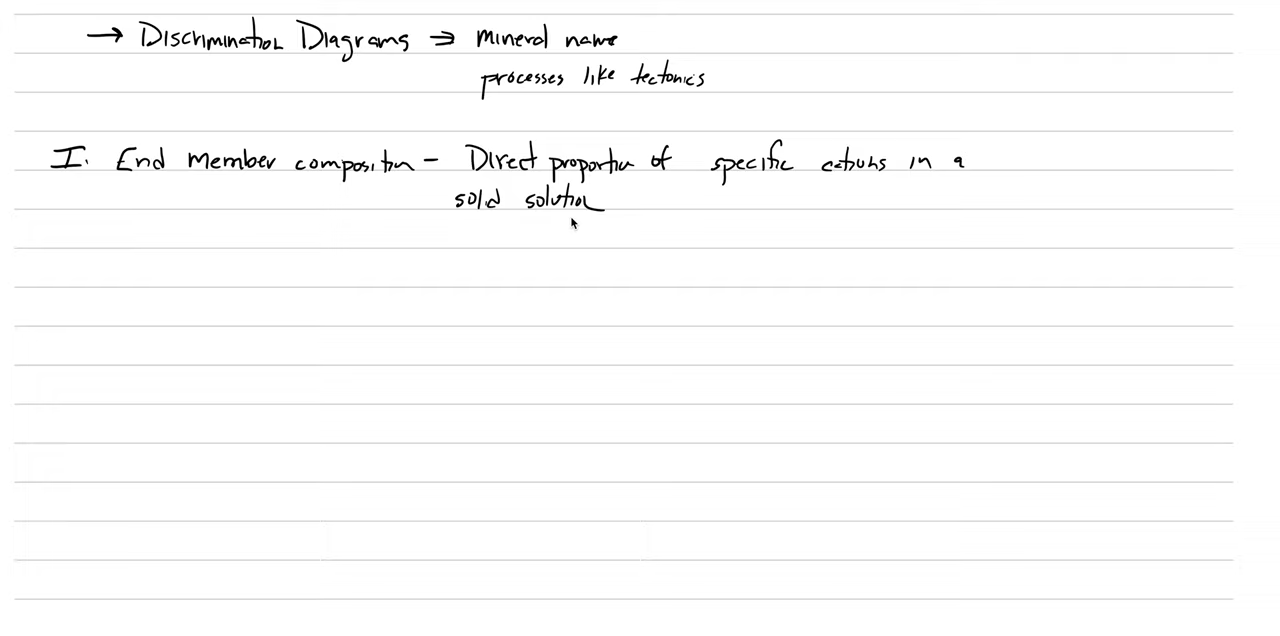 → Discrimination Diagrams ⇒ mineral name
processes like tectonics
I. End member composition - Direct proportion of specific cations in a
solid solution